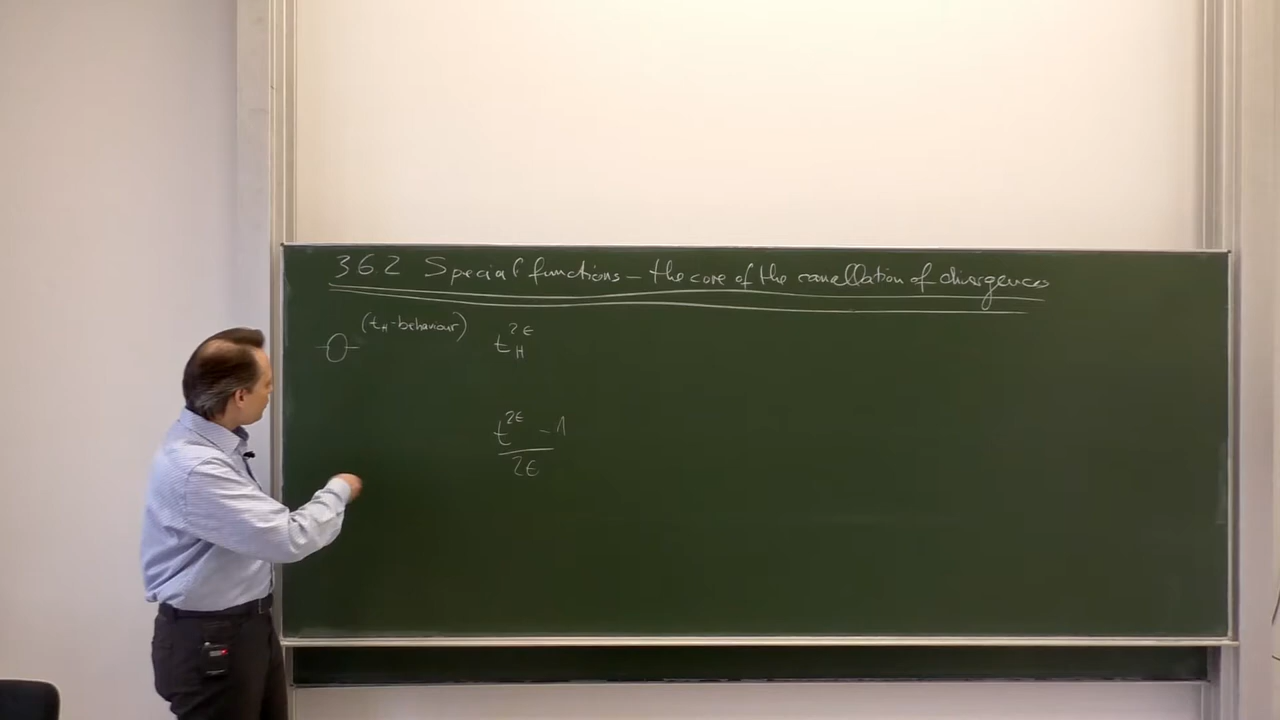 3.6.2 Special functions – the core of the cancellation of divergences
(t_H-behaviour) t_H^{2ϵ}
t^{2ϵ} - 1
2ϵ